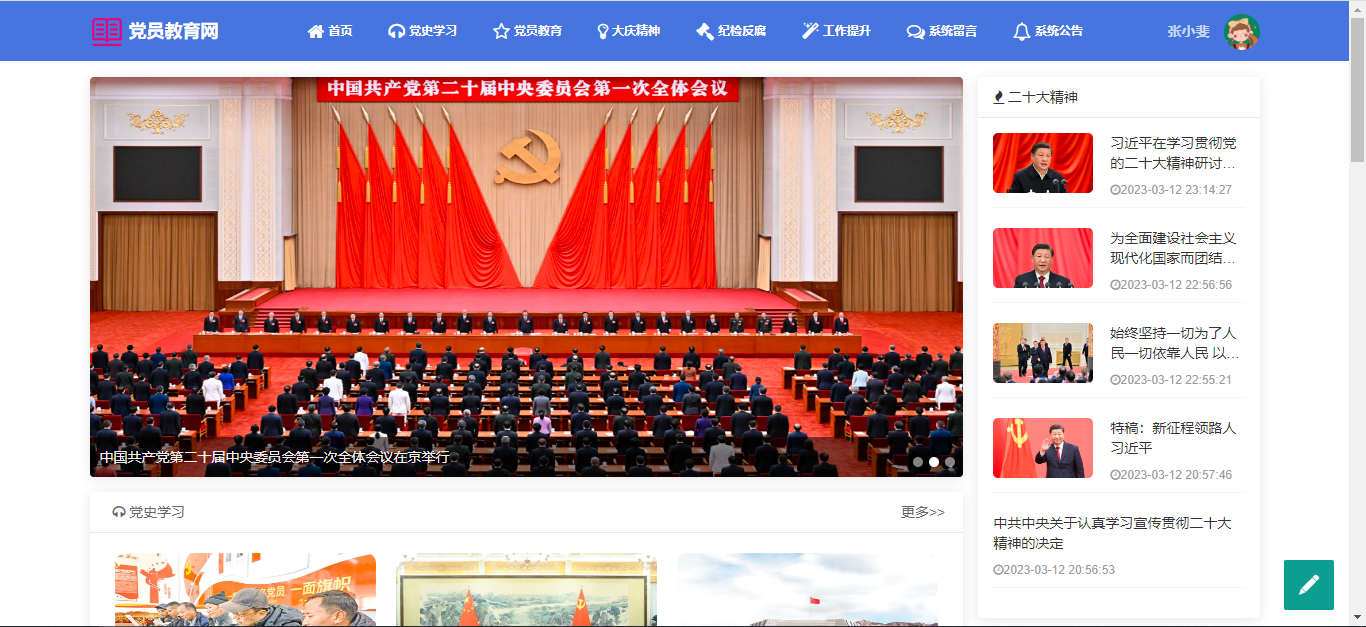 党员教育网
首页
党史学习
党员教育
大庆精神
纪检反腐
工作提升
系统留言
系统公告
张小斐
中国共产党第二十届中央委员会第一次全体会议
中国共产党第二十届中央委员会第一次全体会议在京举行
二十大精神
习近平在学习贯彻党
的二十大精神研讨…
2023-03-12 23:14:27
为全面建设社会主义
现代化国家而团结…
2023-03-12 22:56:56
始终坚持一切为了人
民一切依靠人民 以…
2023-03-12 22:55:21
特稿：新征程领路人
习近平
2023-03-12 20:57:46
中共中央关于认真学习宣传贯彻二十大
精神的决定
2023-03-12 20:56:53
党史学习
更多>>
党员 一面旗帜